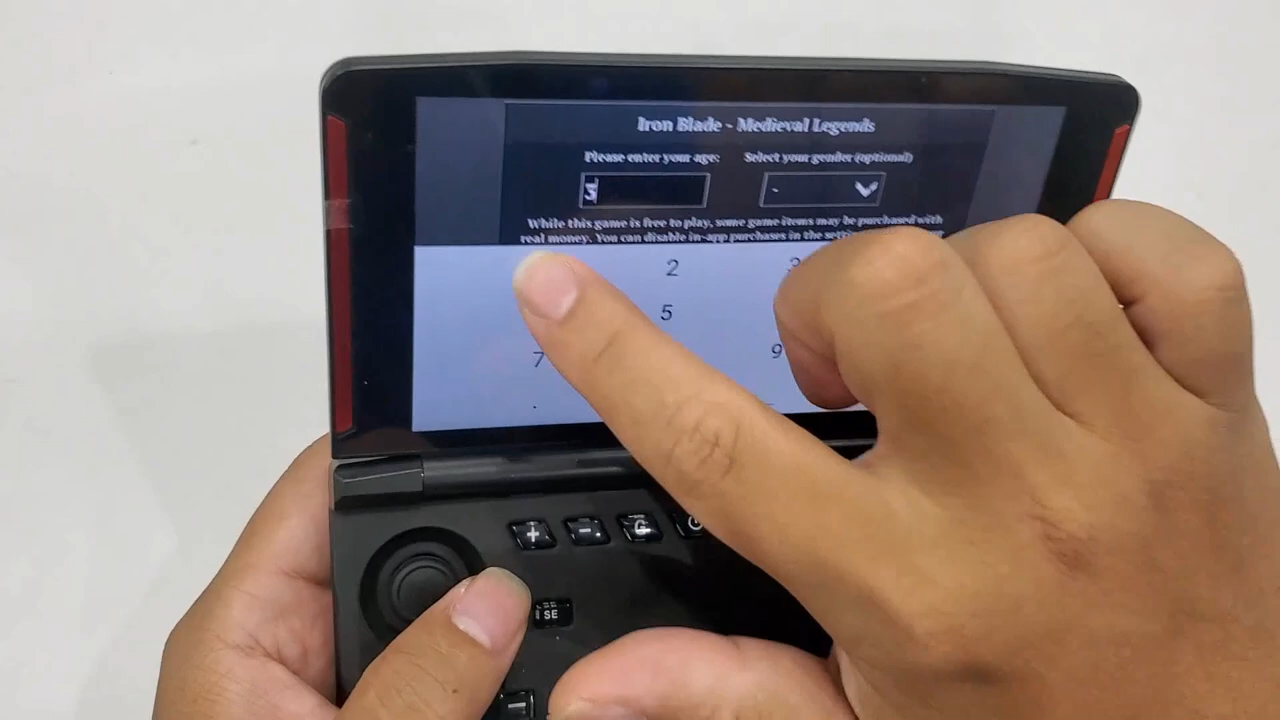 Iron Blade - Medieval Legends
Please enter your age:
Select your gender (optional)
3
-
While this game is free to play, some game items may be purchased with
real money. You can disable in-app purchases in the
2
3
5
7
9
.
+
-
G
SE